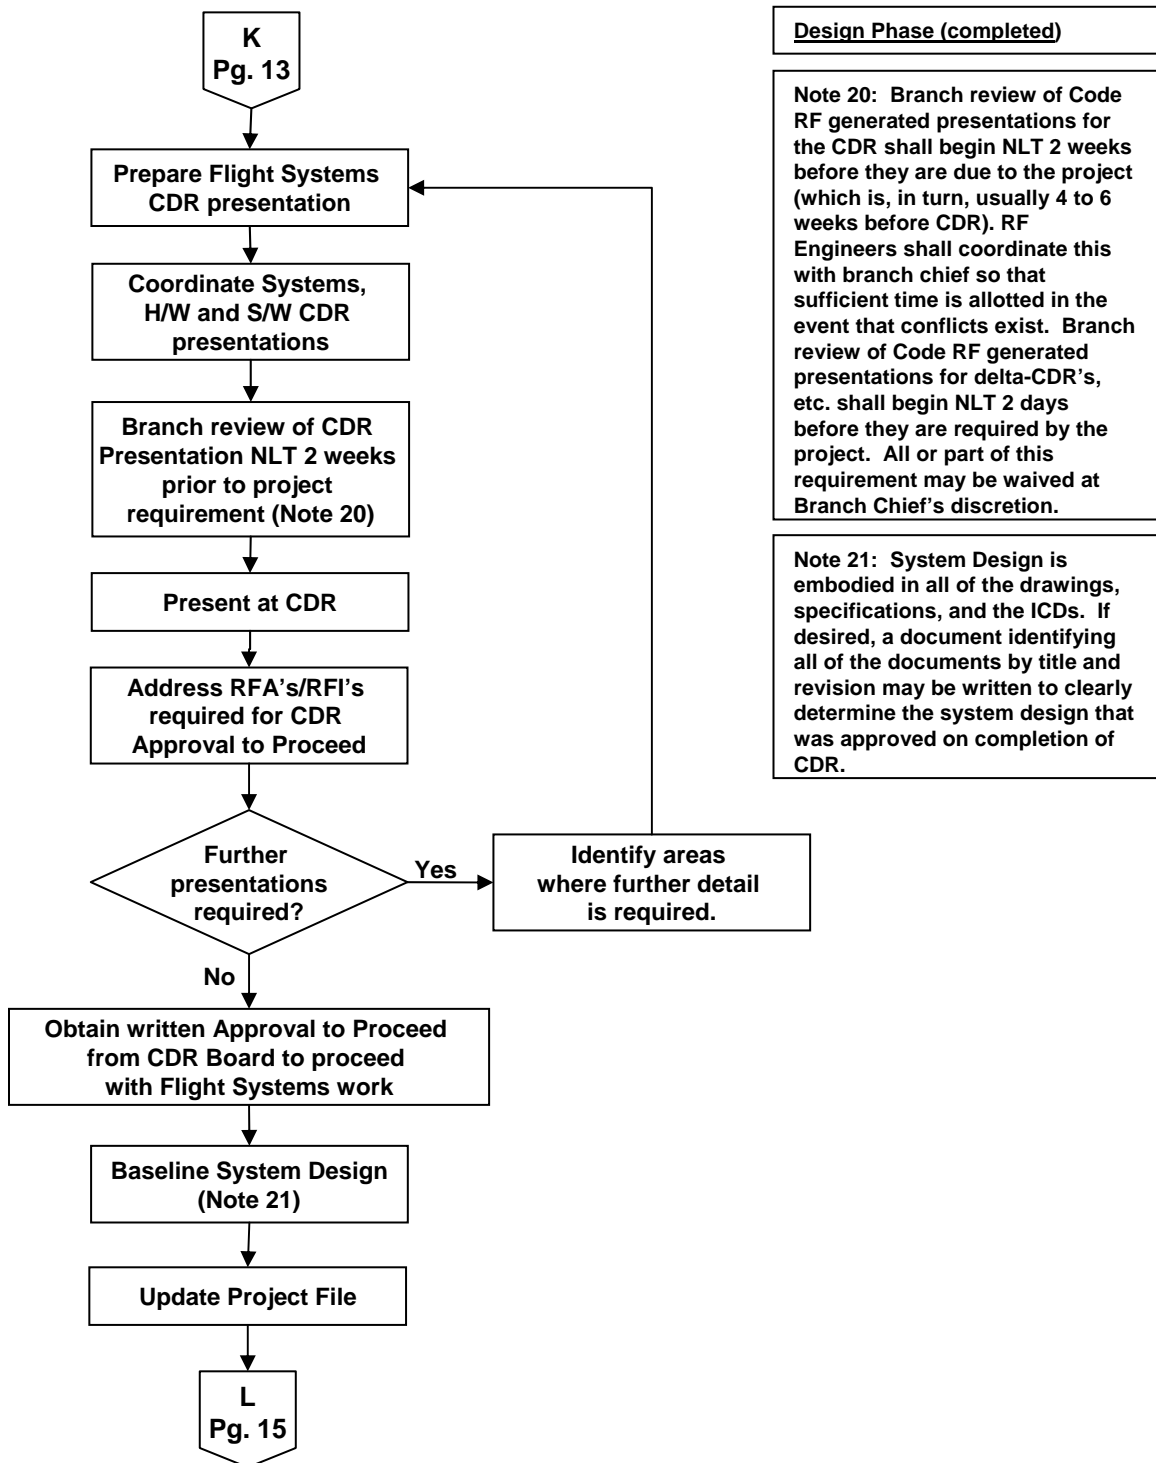 K
Pg. 13
Prepare Flight Systems
CDR presentation
Coordinate Systems,
H/W and S/W CDR
presentations
Branch review of CDR
Presentation NLT 2 weeks
prior to project
requirement (Note 20)
Present at CDR
Address RFA's/RFI's
required for CDR
Approval to Proceed
Further
presentations
required?
Yes
Identify areas
where further detail
is required.
No
Obtain written Approval to Proceed
from CDR Board to proceed
with Flight Systems work
Baseline System Design
(Note 21)
Update Project File
L
Pg. 15
Design Phase (completed)
Note 20:  Branch review of Code
RF generated presentations for
the CDR shall begin NLT 2 weeks
before they are due to the project
(which is, in turn, usually 4 to 6
weeks before CDR). RF
Engineers shall coordinate this
with branch chief so that
sufficient time is allotted in the
event that conflicts exist.  Branch
review of Code RF generated
presentations for delta-CDR's,
etc. shall begin NLT 2 days
before they are required by the
project.  All or part of this
requirement may be waived at
Branch Chief's discretion.
Note 21:  System Design is
embodied in all of the drawings,
specifications, and the ICDs.  If
desired, a document identifying
all of the documents by title and
revision may be written to clearly
determine the system design that
was approved on completion of
CDR.